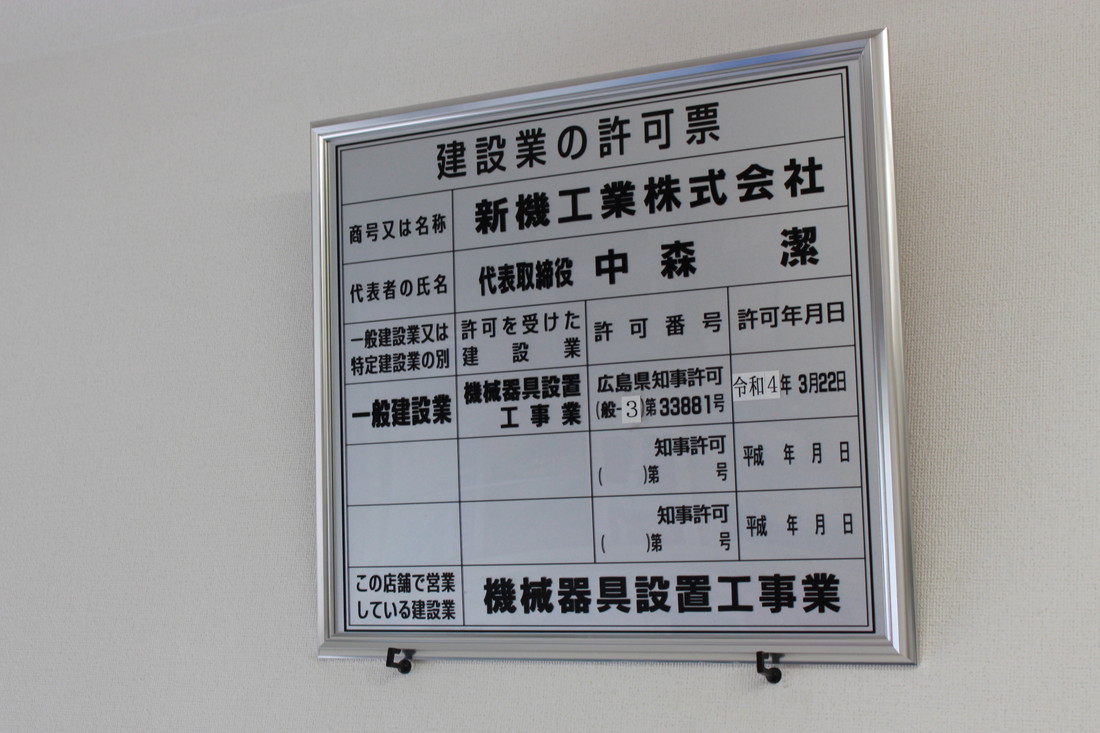 建設業の許可票
商号又は名称 新機工業株式会社
代表者の氏名 代表取締役 中森 潔
一般建設業又は
特定建設業の別
許可を受けた
建設業
許可番号
許可年月日
一般建設業
機械器具設置
工事業
広島県知事許可
(般-3)第33881号
令和4年 3月22日
知事許可
( )第 号
平成 年 月 日
知事許可
( )第 号
平成 年 月 日
この店舗で営業
している建設業
機械器具設置工事業